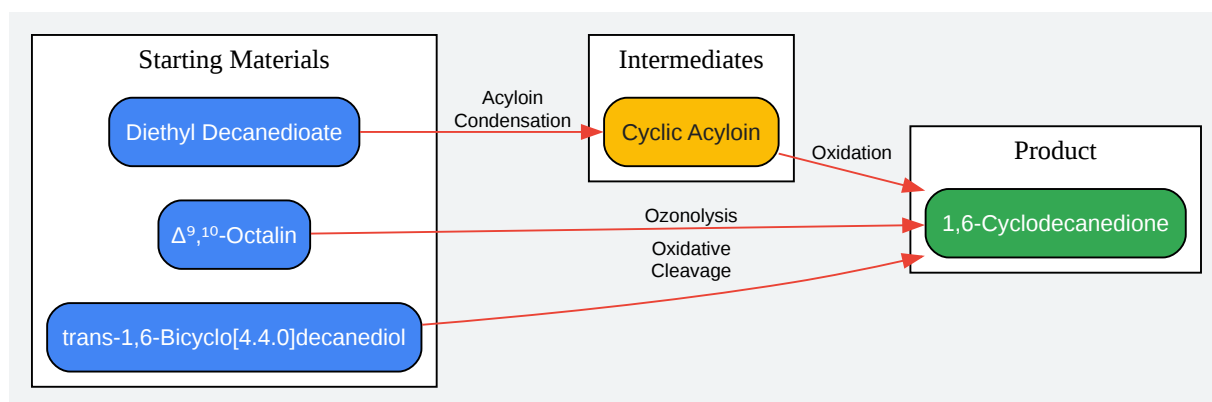 Starting Materials
Diethyl Decanedioate
Δ⁹,¹⁰-Octalin
trans-1,6-Bicyclo[4.4.0]decanediol
Acyloin
Condensation
Intermediates
Cyclic Acyloin
Oxidation
Ozonolysis
Oxidative
Cleavage
Product
1,6-Cyclodecanedione